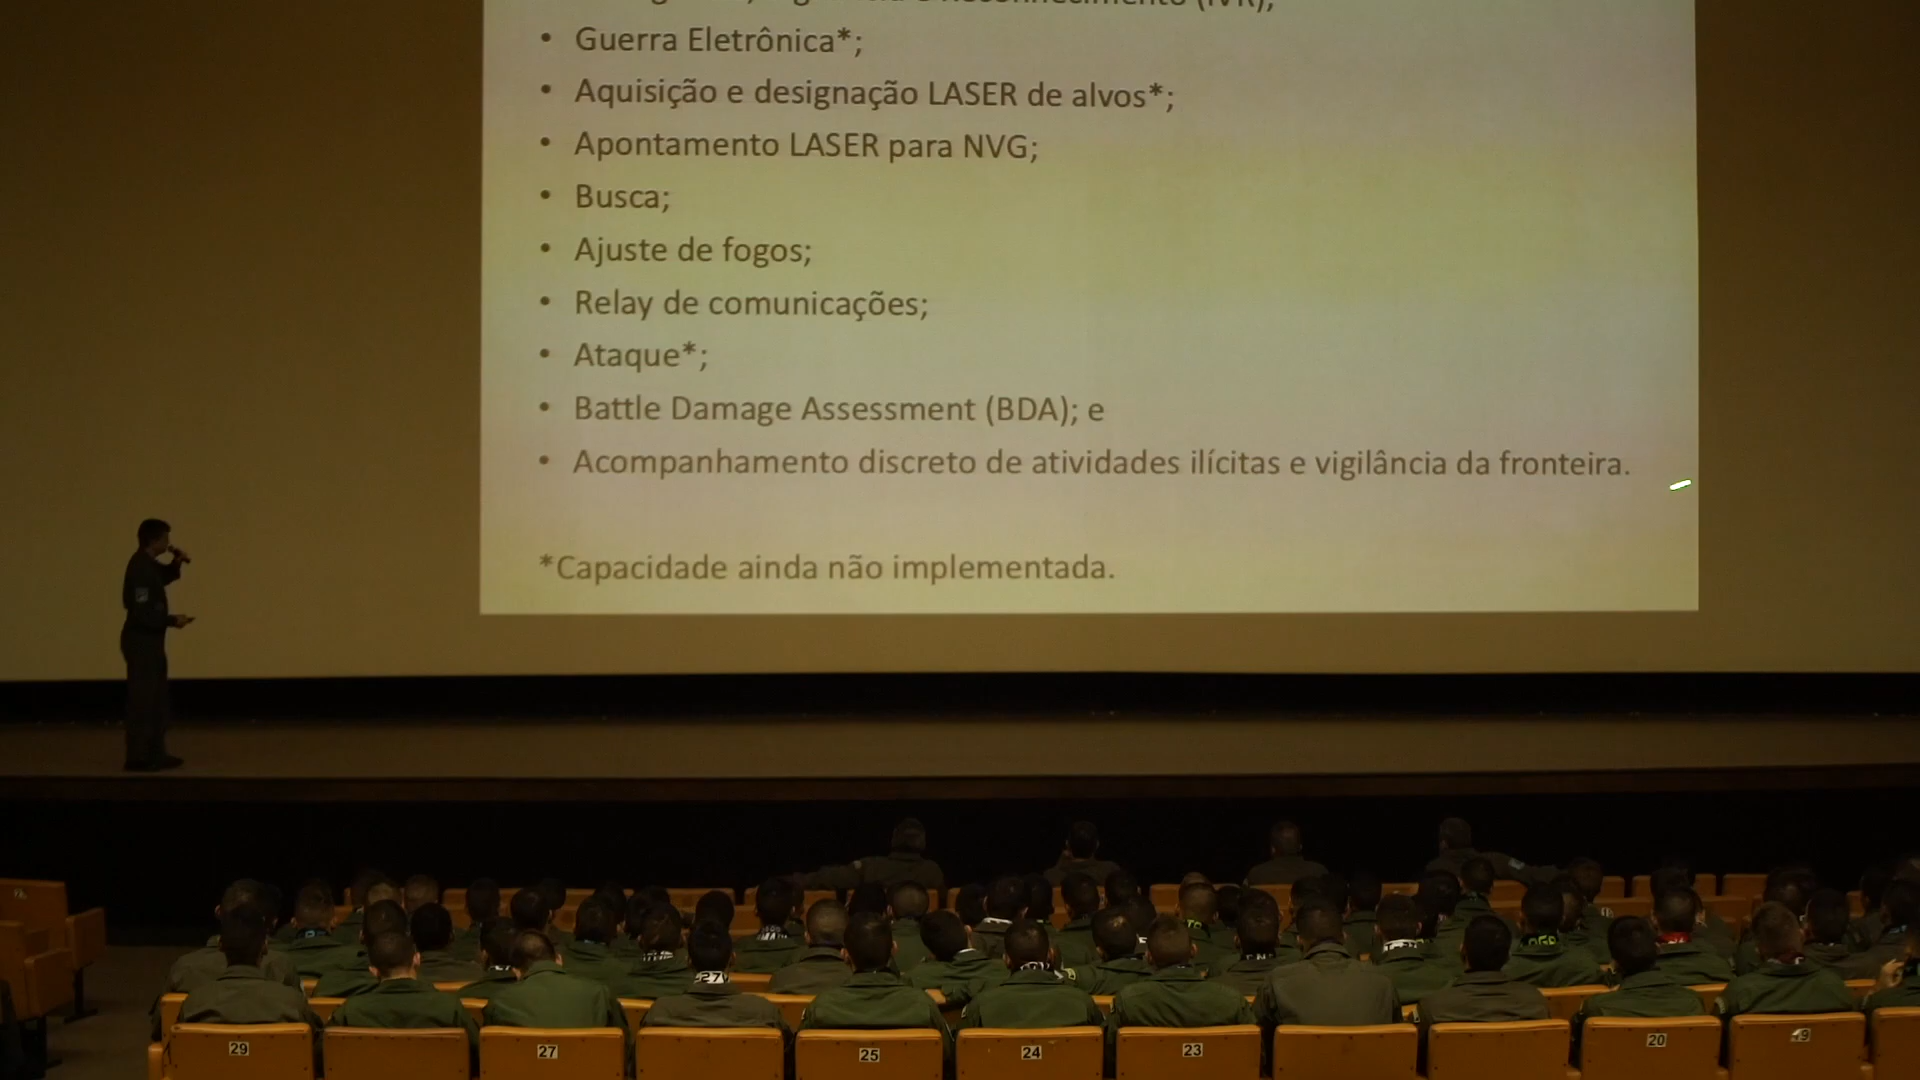 Reconhecimento (IVR);
• Guerra Eletrônica*;
• Aquisição e designação LASER de alvos*;
• Apontamento LASER para NVG;
• Busca;
• Ajuste de fogos;
• Relay de comunicações;
• Ataque*;
• Battle Damage Assessment (BDA); e
• Acompanhamento discreto de atividades ilícitas e vigilância da fronteira.
*Capacidade ainda não implementada.
29
27
25
24
23
20